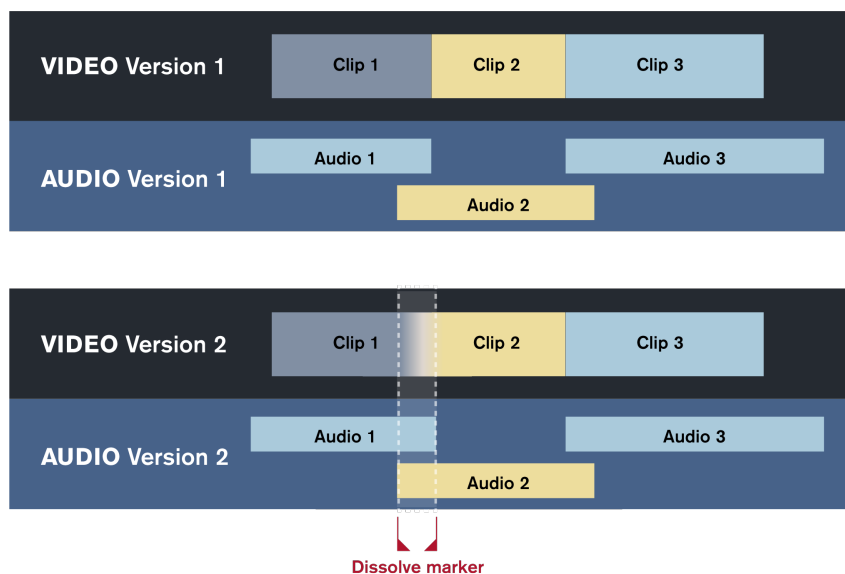 VIDEO Version 1
Clip 1
Clip 2
Clip 3
AUDIO Version 1
Audio 1
Audio 3
Audio 2
VIDEO Version 2
Clip 1
Clip 2
Clip 3
AUDIO Version 2
Audio 1
Audio 3
Audio 2
Dissolve marker